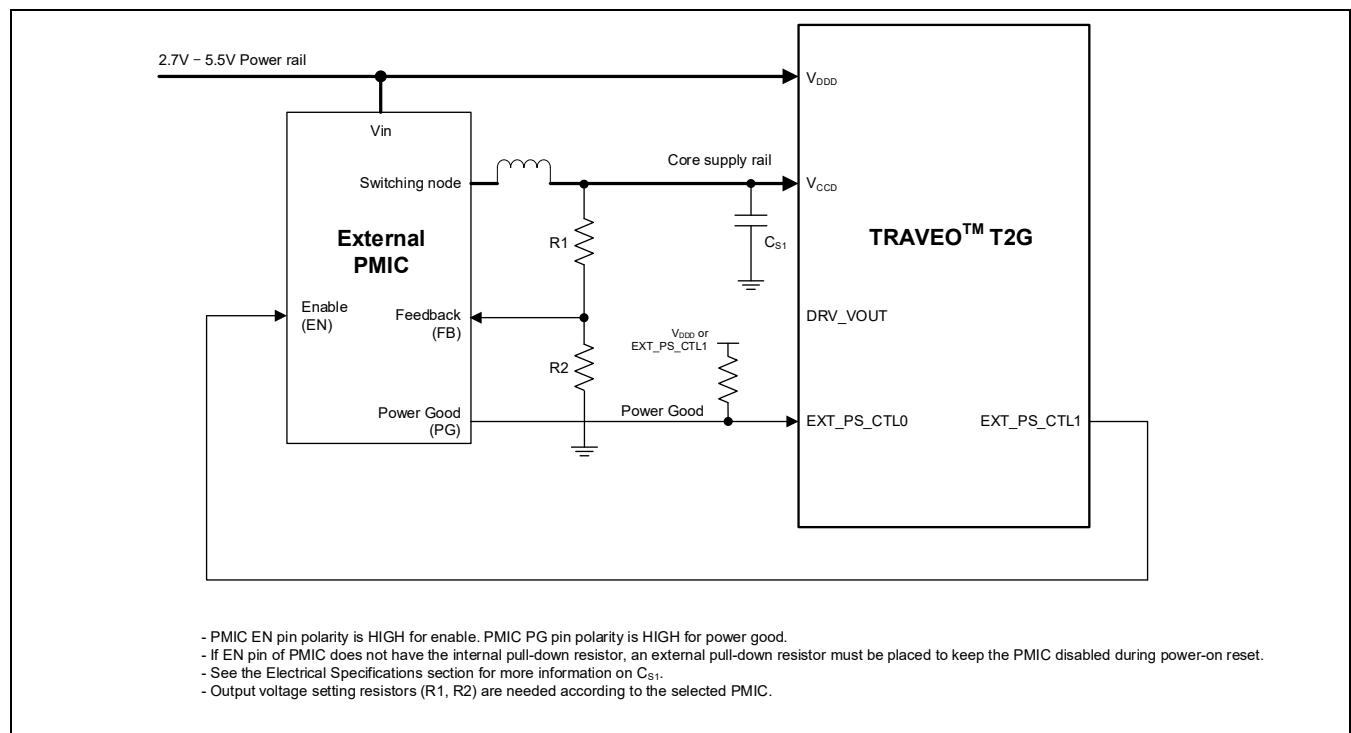 2.7V – 5.5V Power rail
V_DDD
Vin
Core supply rail
Switching node
V_CCD
External
PMIC
R1
C_S1
TRAVEO™ T2G
Enable
(EN)
Feedback
(FB)
DRV_VOUT
V_DDD or
EXT_PS_CTL1
R2
Power Good
(PG)
Power Good
EXT_PS_CTL0
EXT_PS_CTL1
- PMIC EN pin polarity is HIGH for enable. PMIC PG pin polarity is HIGH for power good.
- If EN pin of PMIC does not have the internal pull-down resistor, an external pull-down resistor must be placed to keep the PMIC disabled during power-on reset.
- See the Electrical Specifications section for more information on C_S1.
- Output voltage setting resistors (R1, R2) are needed according to the selected PMIC.